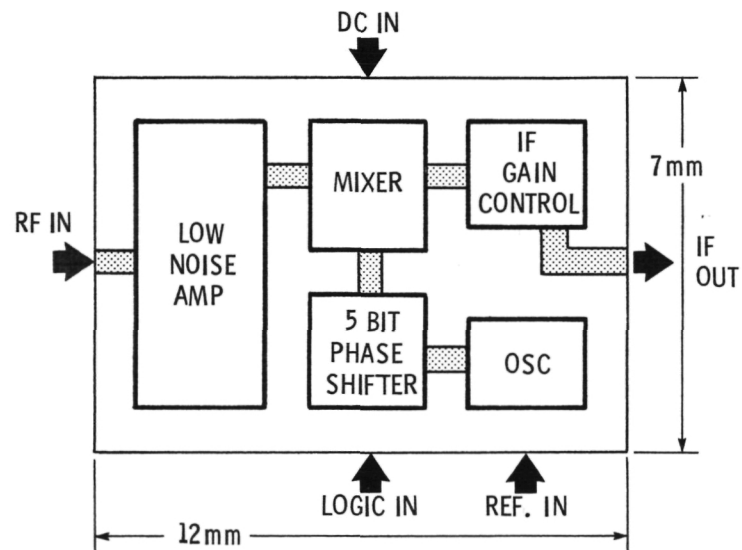 DC IN
RF IN
LOW
NOISE
AMP
MIXER
IF
GAIN
CONTROL
7mm
IF
OUT
5 BIT
PHASE
SHIFTER
OSC
LOGIC IN
REF. IN
12mm